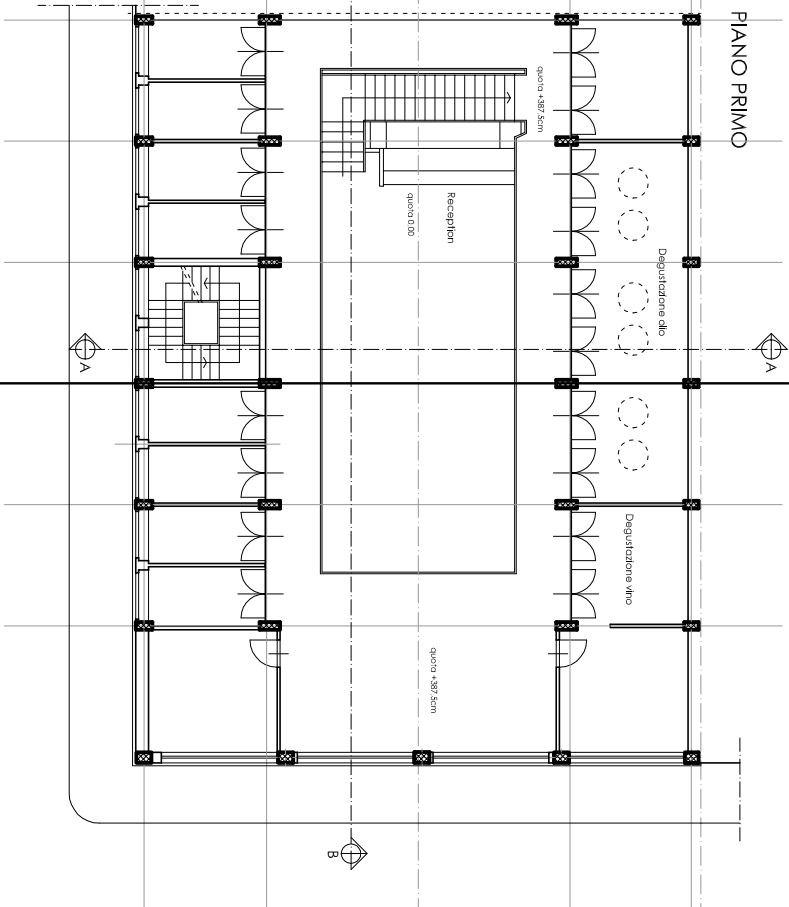 PIANO PRIMO
quota +387.5cm
Reception
quota 0.00
Degustazione olio
A
A
Degustazione vino
quota +387.5cm
B